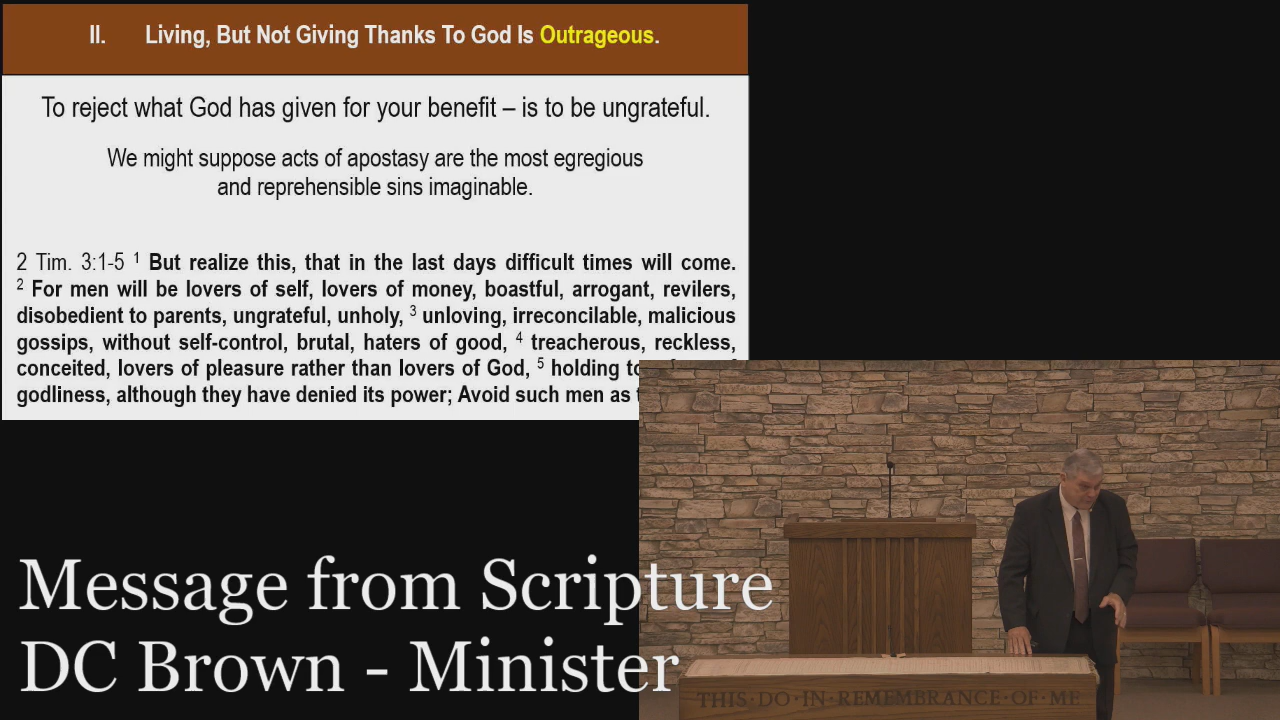 II. Living, But Not Giving Thanks To God Is Outrageous.
To reject what God has given for your benefit – is to be ungrateful.
We might suppose acts of apostasy are the most egregious
and reprehensible sins imaginable.
2 Tim. 3:1-5 ¹ But realize this, that in the last days difficult times will come.
² For men will be lovers of self, lovers of money, boastful, arrogant, revilers,
disobedient to parents, ungrateful, unholy, ³ unloving, irreconcilable, malicious
gossips, without self-control, brutal, haters of good, ⁴ treacherous, reckless,
conceited, lovers of pleasure rather than lovers of God, ⁵ holding to
godliness, although they have denied its power; Avoid such men as
Message from Scripture
DC Brown - Minister
THIS·DO·IN·REMEMBRANCE·OF·ME